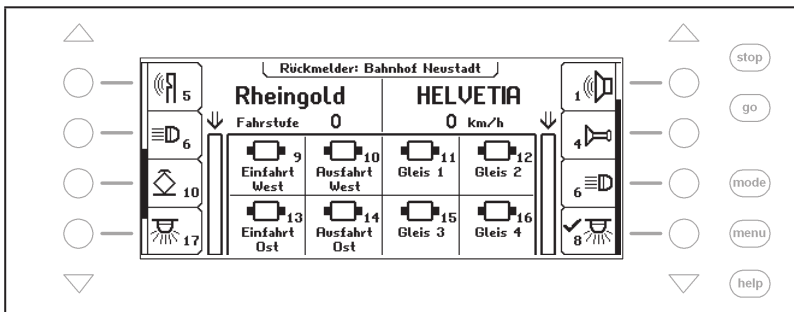 Rückmelder: Bahnhof Neustadt
Rheingold HELVETIA
Fahrstufe 0 0 km/h
5
6
10
17
9 Einfahrt West
10 Ausfahrt West
11 Gleis 1
12 Gleis 2
13 Einfahrt Ost
14 Ausfahrt Ost
15 Gleis 3
16 Gleis 4
1
4
6
8
stop
go
mode
menu
help